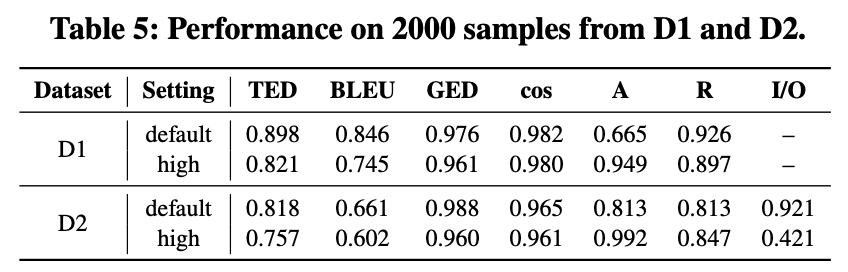 Table 5: Performance on 2000 samples from D1 and D2.
Dataset Setting TED BLEU GED cos A R I/O
D1 default 0.898 0.846 0.976 0.982 0.665 0.926 –
high 0.821 0.745 0.961 0.980 0.949 0.897 –
D2 default 0.818 0.661 0.988 0.965 0.813 0.813 0.921
high 0.757 0.602 0.960 0.961 0.992 0.847 0.421